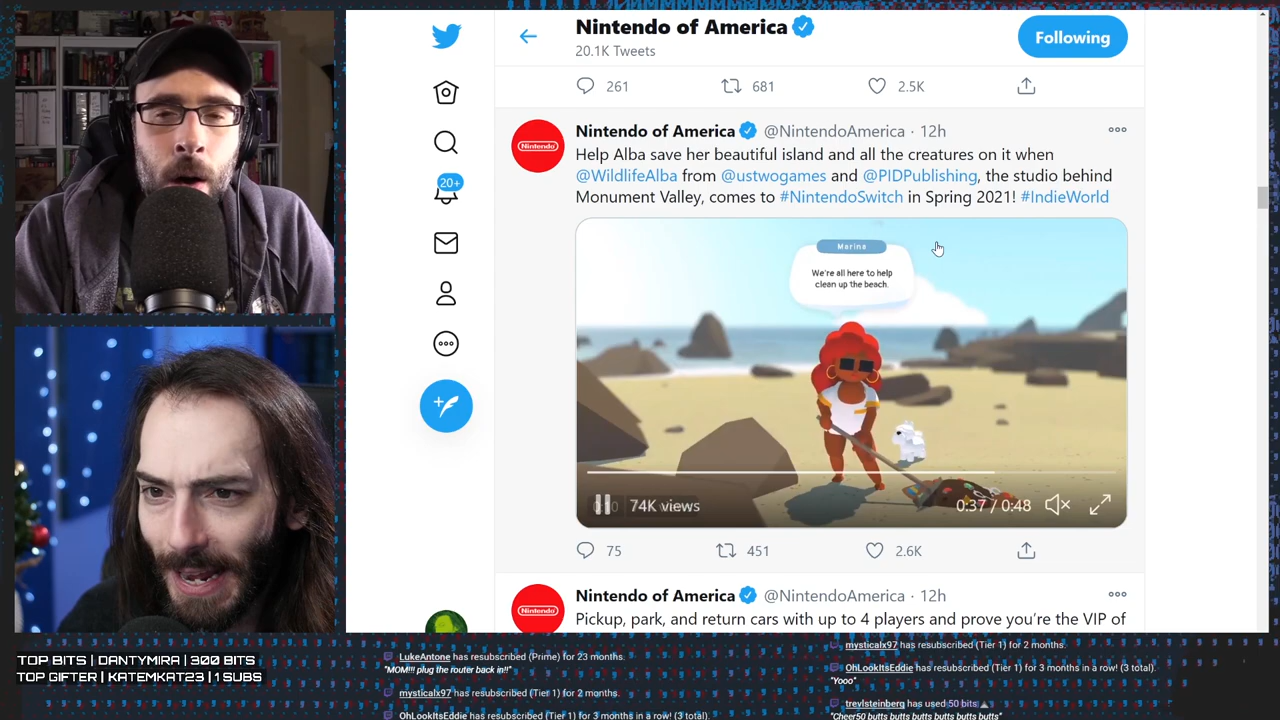 Nintendo of America
20.1K Tweets
Following
261
681
2.5K
Nintendo
Nintendo of America @NintendoAmerica · 12h
Help Alba save her beautiful island and all the creatures on it when
@WildlifeAlba from @ustwogames and @PIDPublishing, the studio behind
Monument Valley, comes to #NintendoSwitch in Spring 2021! #IndieWorld
20+
Marina
We're all here to help
clean up the beach.
74K views
0:37 / 0:48
75
451
2.6K
Nintendo
Nintendo of America @NintendoAmerica · 12h
Pickup, park, and return cars with up to 4 players and prove you're the VIP of
TOP BITS | DANTYMIRA | 300 BITS
TOP GIFTER | KATEMKAT23 | 1 SUBS
LukeAntone has resubscribed (Prime) for 23 months.
"MOM!!! plug the router back in!!"
mysticalx97 has resubscribed (Tier 1) for 2 months.
OhLookItsEddie has resubscribed (Tier 1) for 3 months in a row! (3 total).
mysticalx97 has resubscribed (Tier 1) for 2 months.
OhLookItsEddie has resubscribed (Tier 1) for 3 months in a row! (3 total).
"Yooo"
trevlsteinberg has used 50 bits
"Cheer50 butts butts butts butts butts butts"